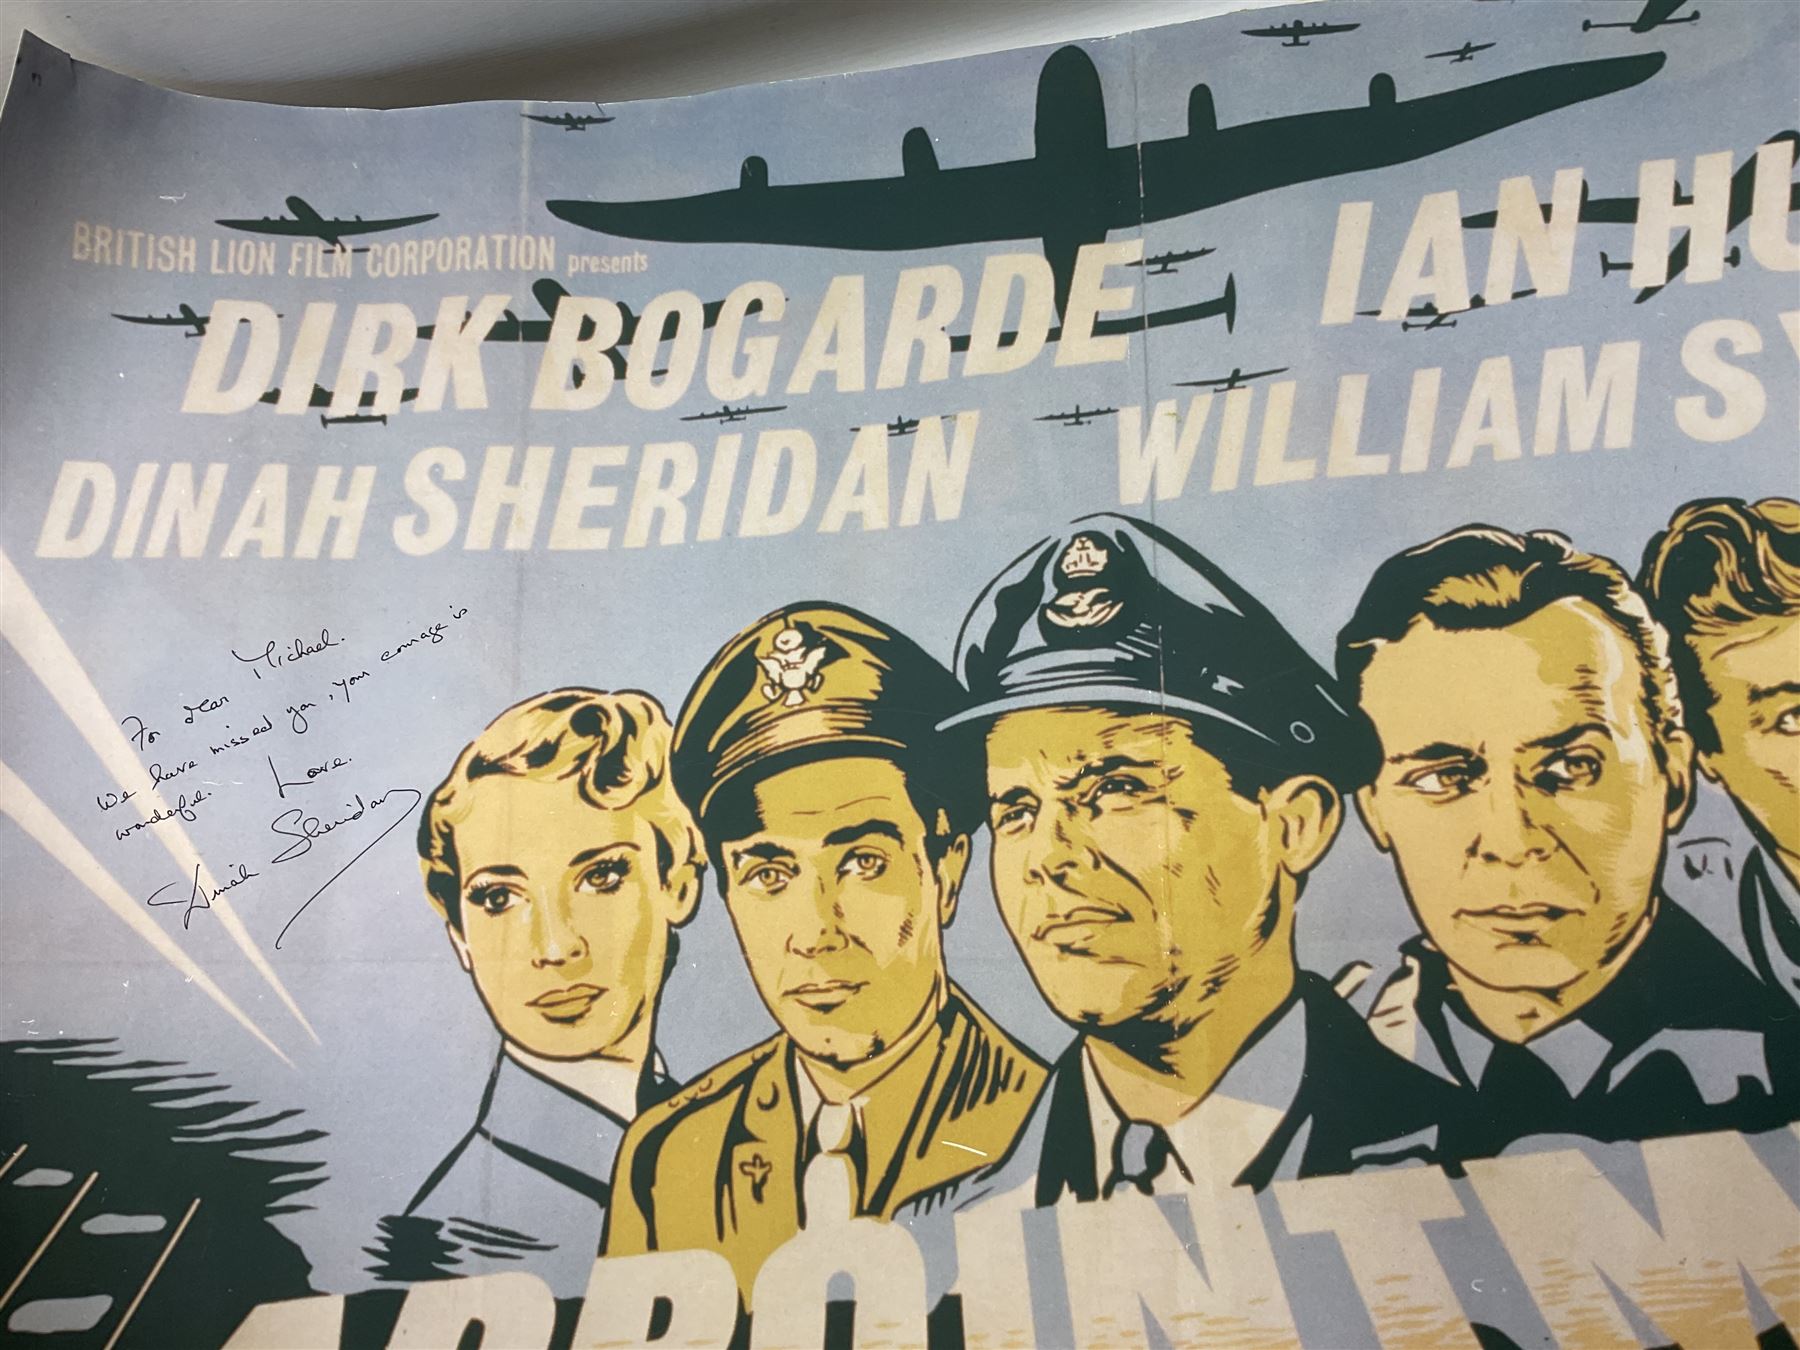 BRITISH LION FILM CORPORATION presents
DIRK BOGARDE IAN HU
DINAH SHERIDAN WILLIAM SY
For dear Michael.
We have missed you, your courage is
wonderful. Love.
Dinah Sheridan
APPOINTM